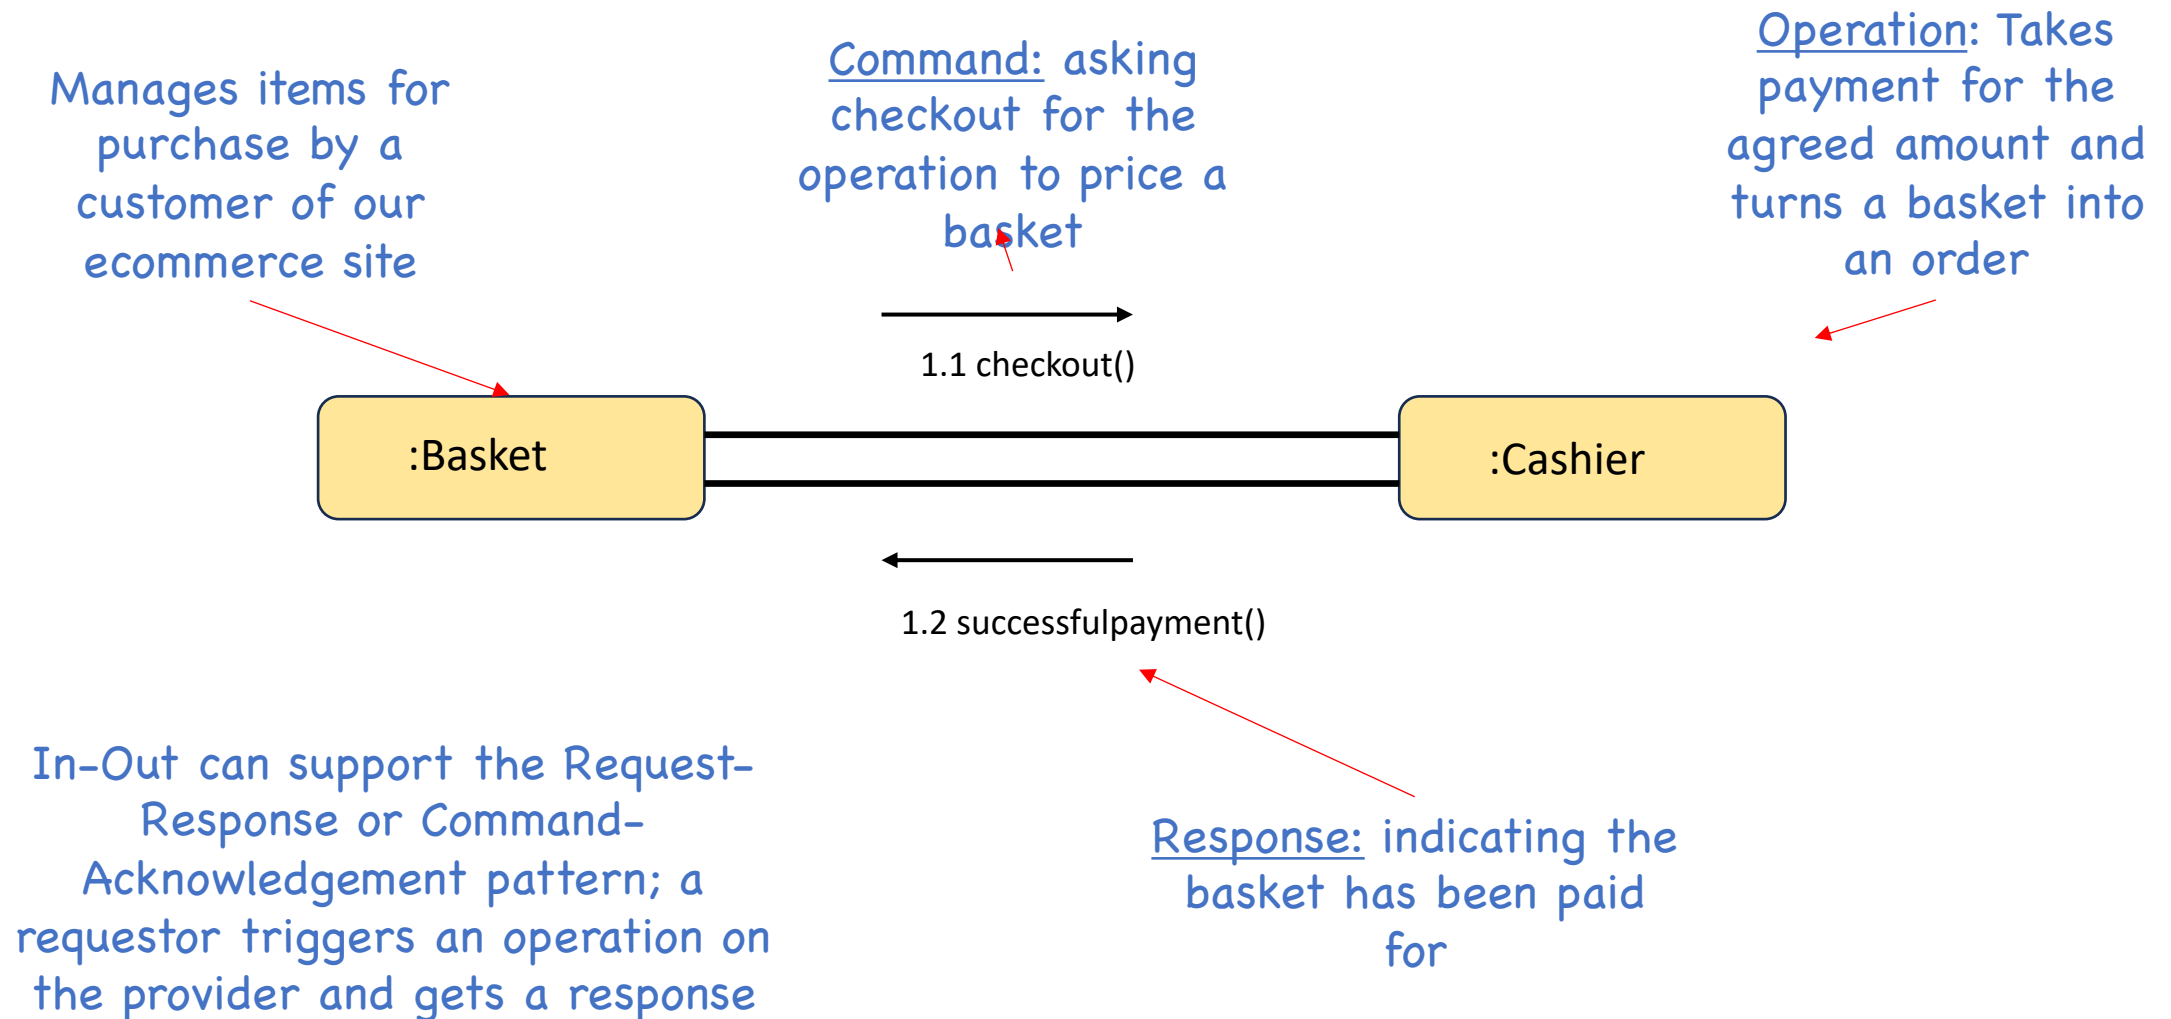 Manages items for
purchase by a
customer of our
ecommerce site
Command: asking
checkout for the
operation to price a
basket
Operation: Takes
payment for the
agreed amount and
turns a basket into
an order
1.1 checkout()
:Basket
:Cashier
1.2 successfulpayment()
In-Out can support the Request-
Response or Command-
Acknowledgement pattern; a
requestor triggers an operation on
the provider and gets a response
Response: indicating the
basket has been paid
for